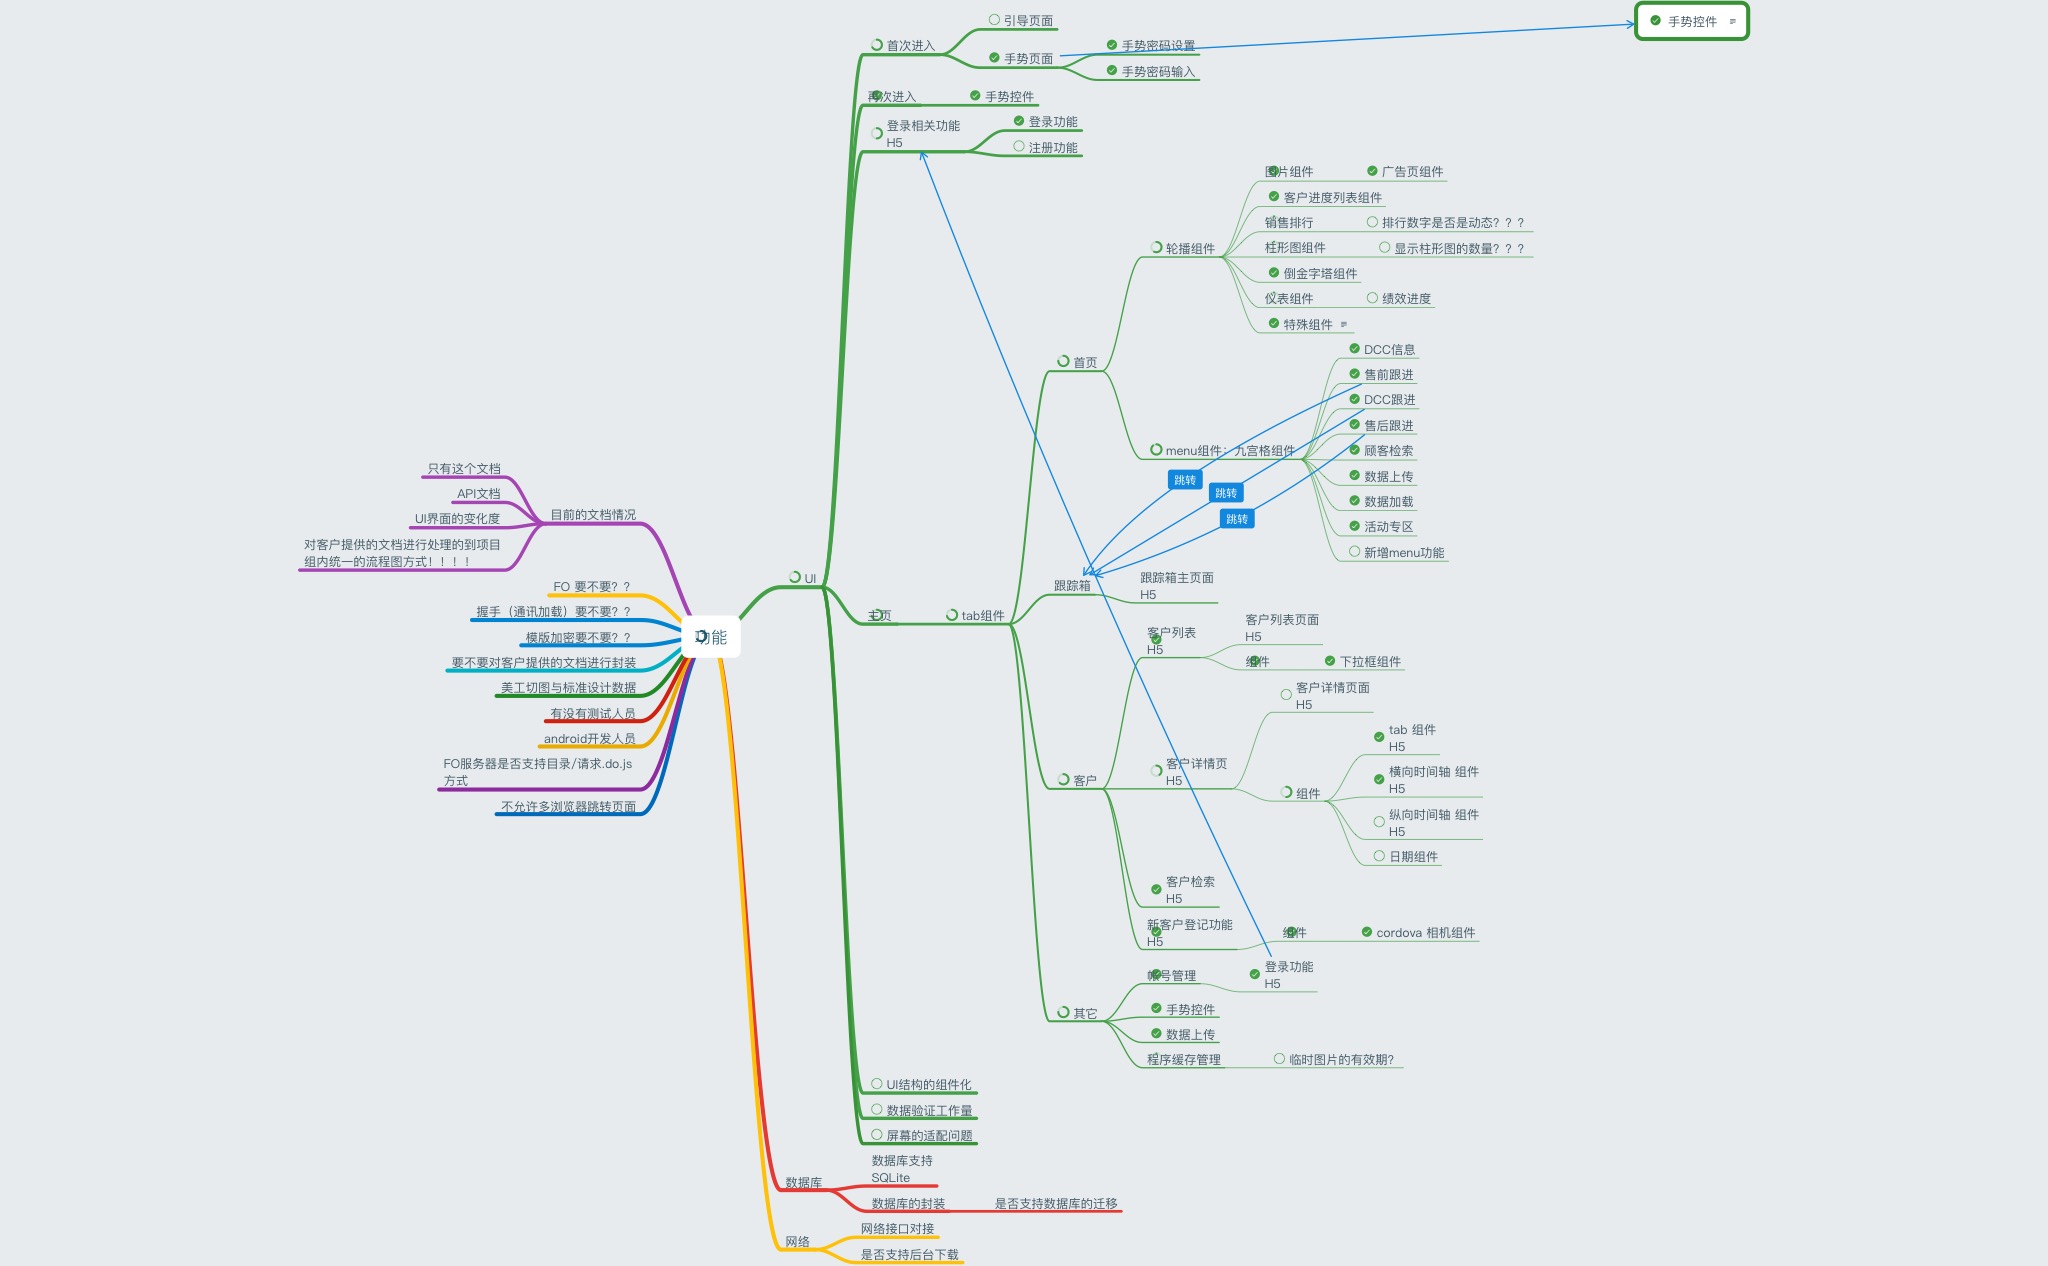 功能
UI
首次进入
引导页面
手势页面
手势密码设置
手势密码输入
手势控件
再次进入
手势控件
登录相关功能
H5
登录功能
注册功能
主页
tab组件
首页
轮播组件
图片组件
广告页组件
客户进度列表组件
销售排行
排行数字是否是动态？？？
柱形图组件
显示柱形图的数量？？？
倒金字塔组件
仪表组件
绩效进度
特殊组件
menu组件：九宫格组件
DCC信息
售前跟进
DCC跟进
售后跟进
顾客检索
数据上传
数据加载
活动专区
新增menu功能
跳转
跳转
跳转
跟踪箱
跟踪箱主页面
H5
客户
客户列表
H5
客户列表页面
H5
组件
下拉框组件
客户详情页
H5
客户详情页面
H5
组件
tab 组件
H5
横向时间轴 组件
H5
纵向时间轴 组件
H5
日期组件
客户检索
H5
新客户登记功能
H5
组件
cordova 相机组件
其它
帐号管理
登录功能
H5
手势控件
数据上传
程序缓存管理
临时图片的有效期?
UI结构的组件化
数据验证工作量
屏幕的适配问题
数据库
数据库支持
SQLite
数据库的封装
是否支持数据库的迁移
网络
网络接口对接
是否支持后台下载
目前的文档情况
只有这个文档
API文档
UI界面的变化度
对客户提供的文档进行处理的到项目
组内统一的流程图方式！！！！
FO 要不要？？
握手（通讯加载）要不要？？
模版加密要不要？？
要不要对客户提供的文档进行封装
美工切图与标准设计数据
有没有测试人员
android开发人员
FO服务器是否支持目录/请求.do.js
方式
不允许多浏览器跳转页面